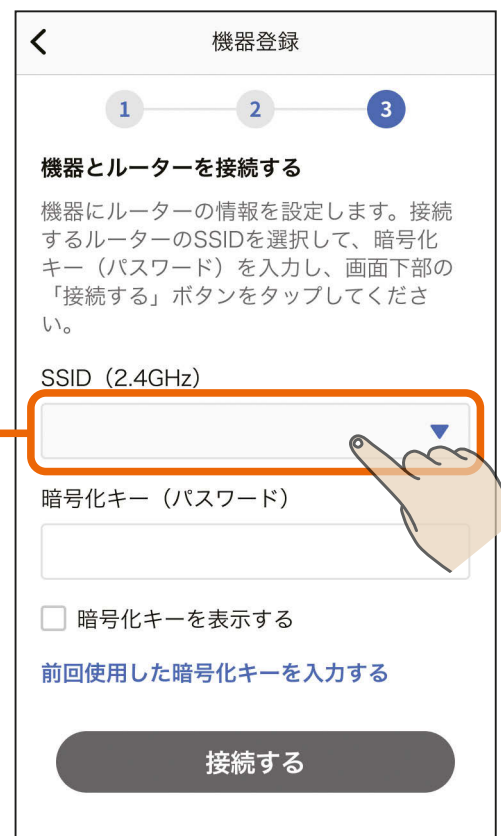 機器登録
1 2 3
機器とルーターを接続する
機器にルーターの情報を設定します。接続
するルーターのSSIDを選択して、暗号化
キー（パスワード）を入力し、画面下部の
「接続する」ボタンをタップしてくださ
い。
SSID（2.4GHz）
暗号化キー（パスワード）
暗号化キーを表示する
前回使用した暗号化キーを入力する
接続する